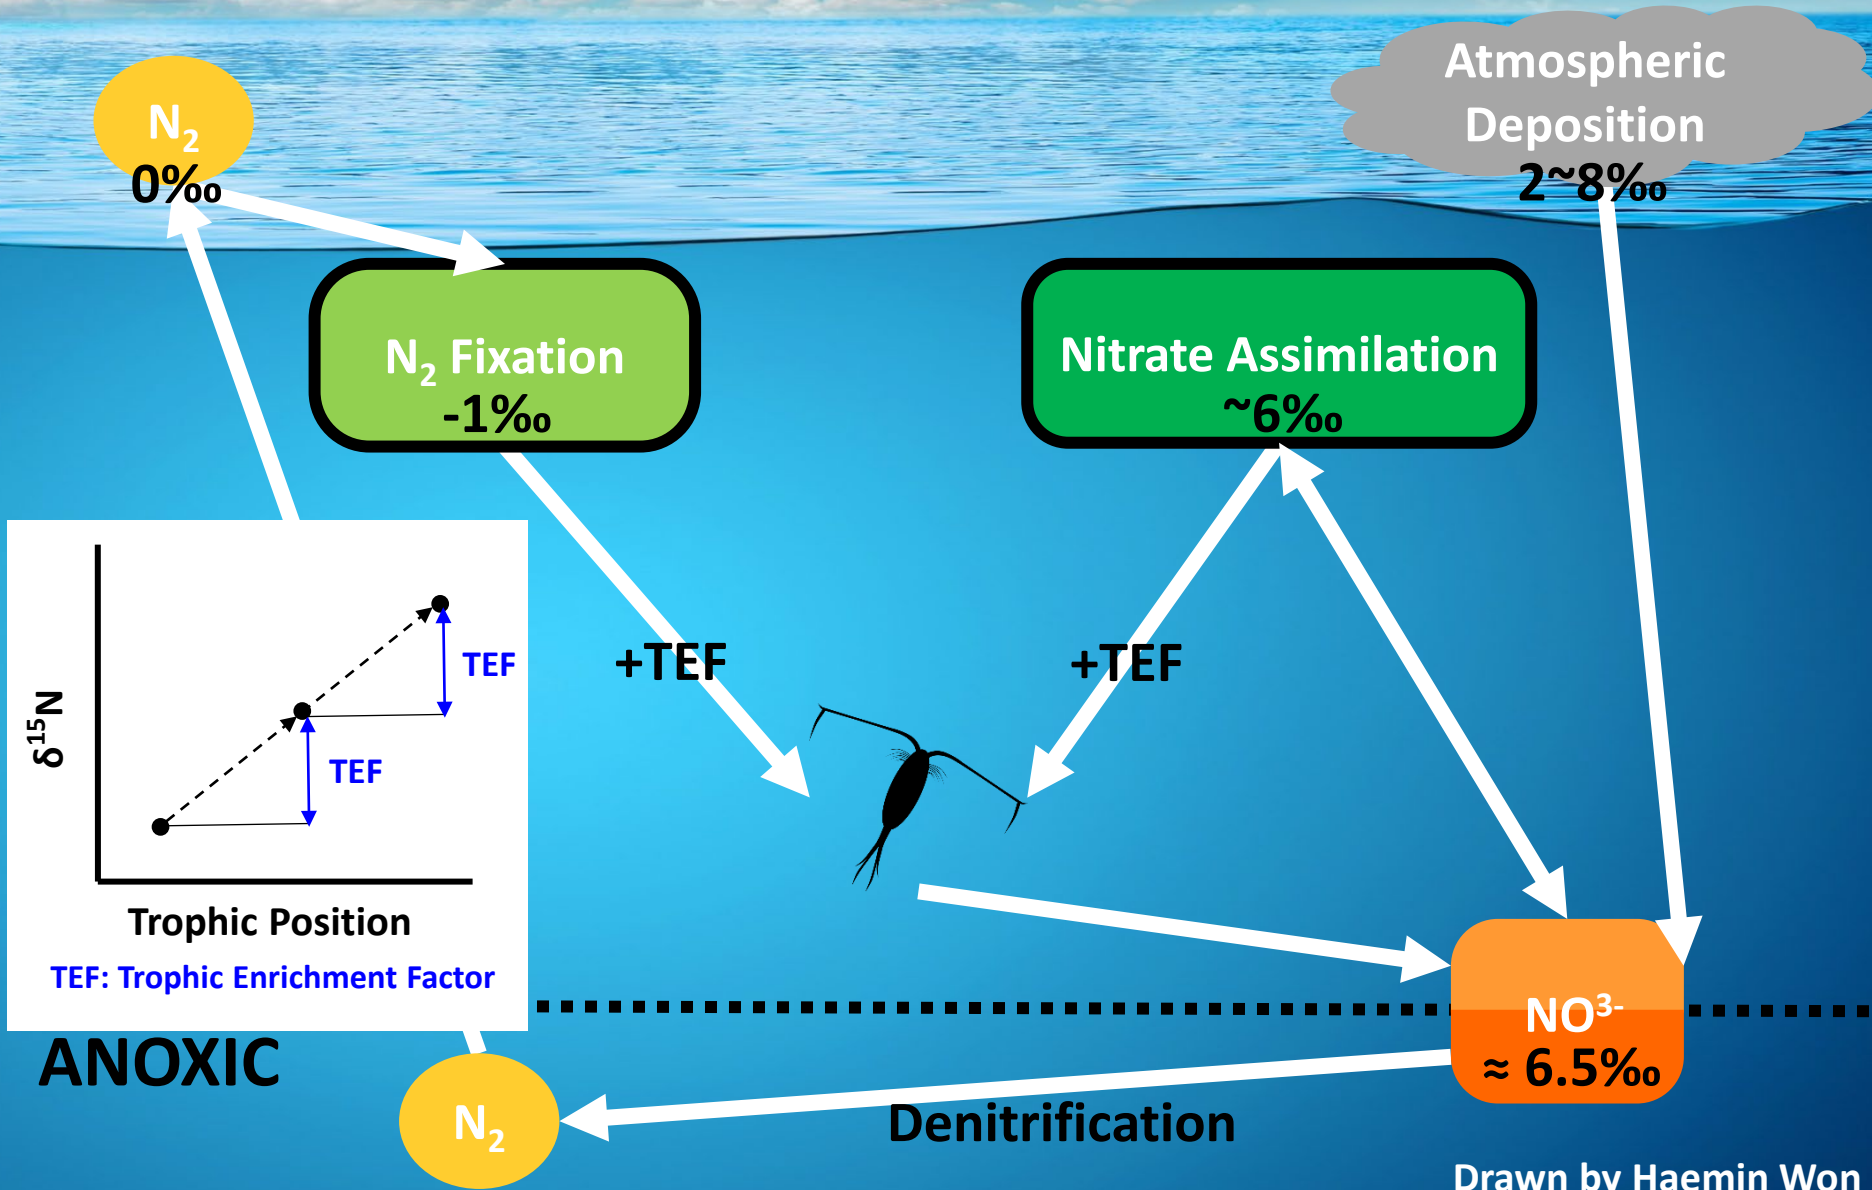 N₂
0‰
Atmospheric
Deposition
2~8‰
N₂ Fixation
-1‰
Nitrate Assimilation
~6‰
+TEF
+TEF
δ¹⁵N
TEF
TEF
Trophic Position
TEF: Trophic Enrichment Factor
ANOXIC
NO³⁻
≈ 6.5‰
N₂
Denitrification
Drawn by Haemin Won